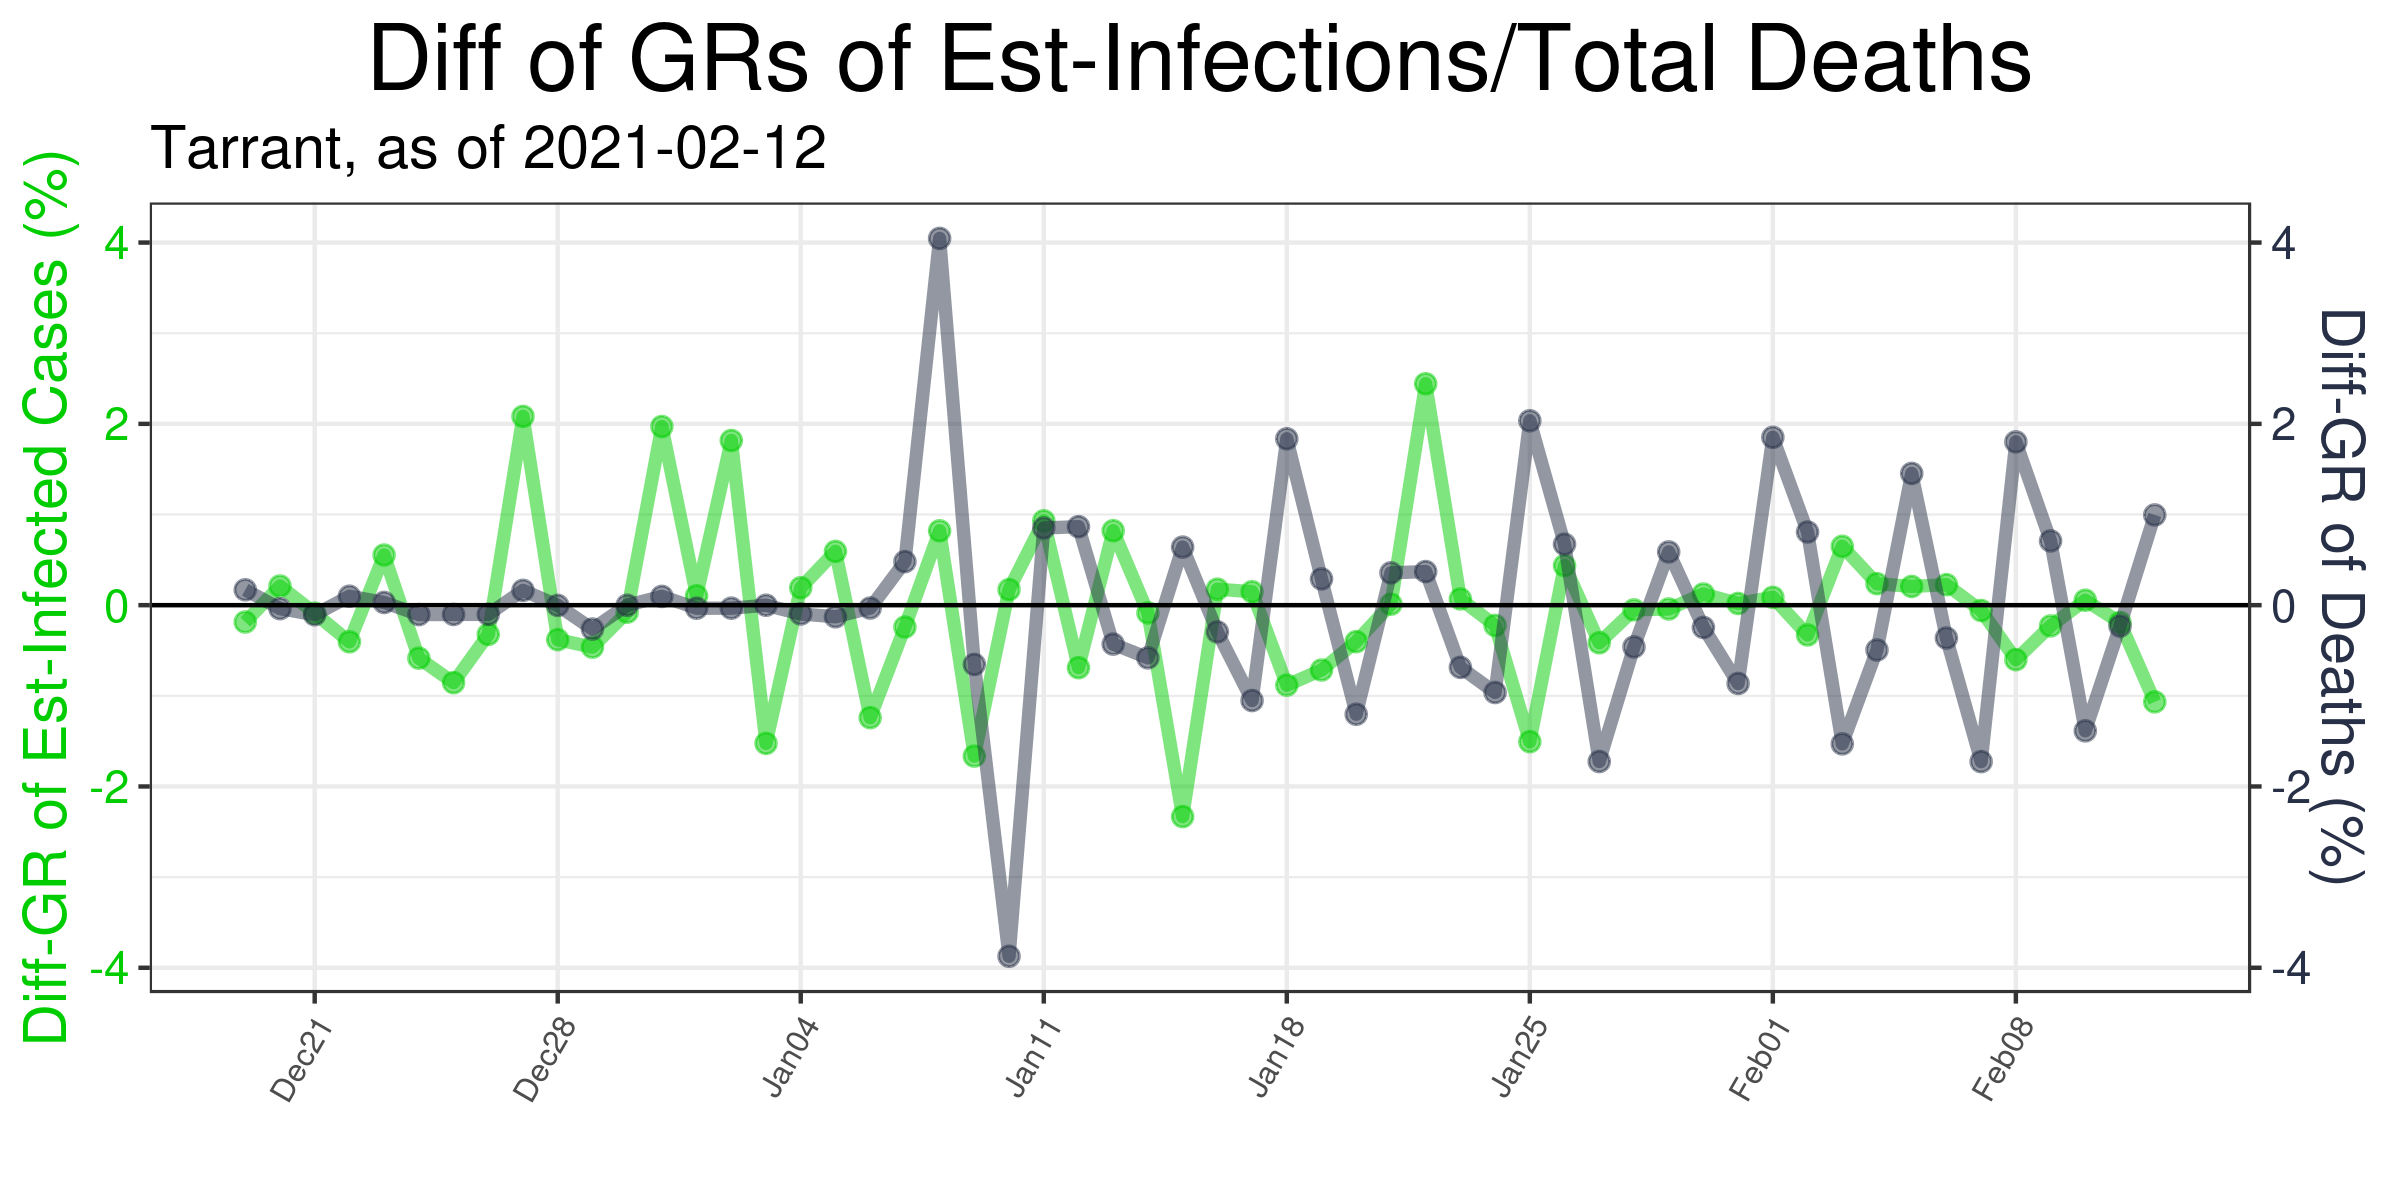 Diff of GRs of Est-Infections/Total Deaths
Tarrant, as of 2021-02-12
Diff-GR of Est-Infected Cases (%)
4
2
0
-2
-4
4
2
0
-2
-4
Diff-GR of Deaths (%)
Dec21
Dec28
Jan04
Jan11
Jan18
Jan25
Feb01
Feb08